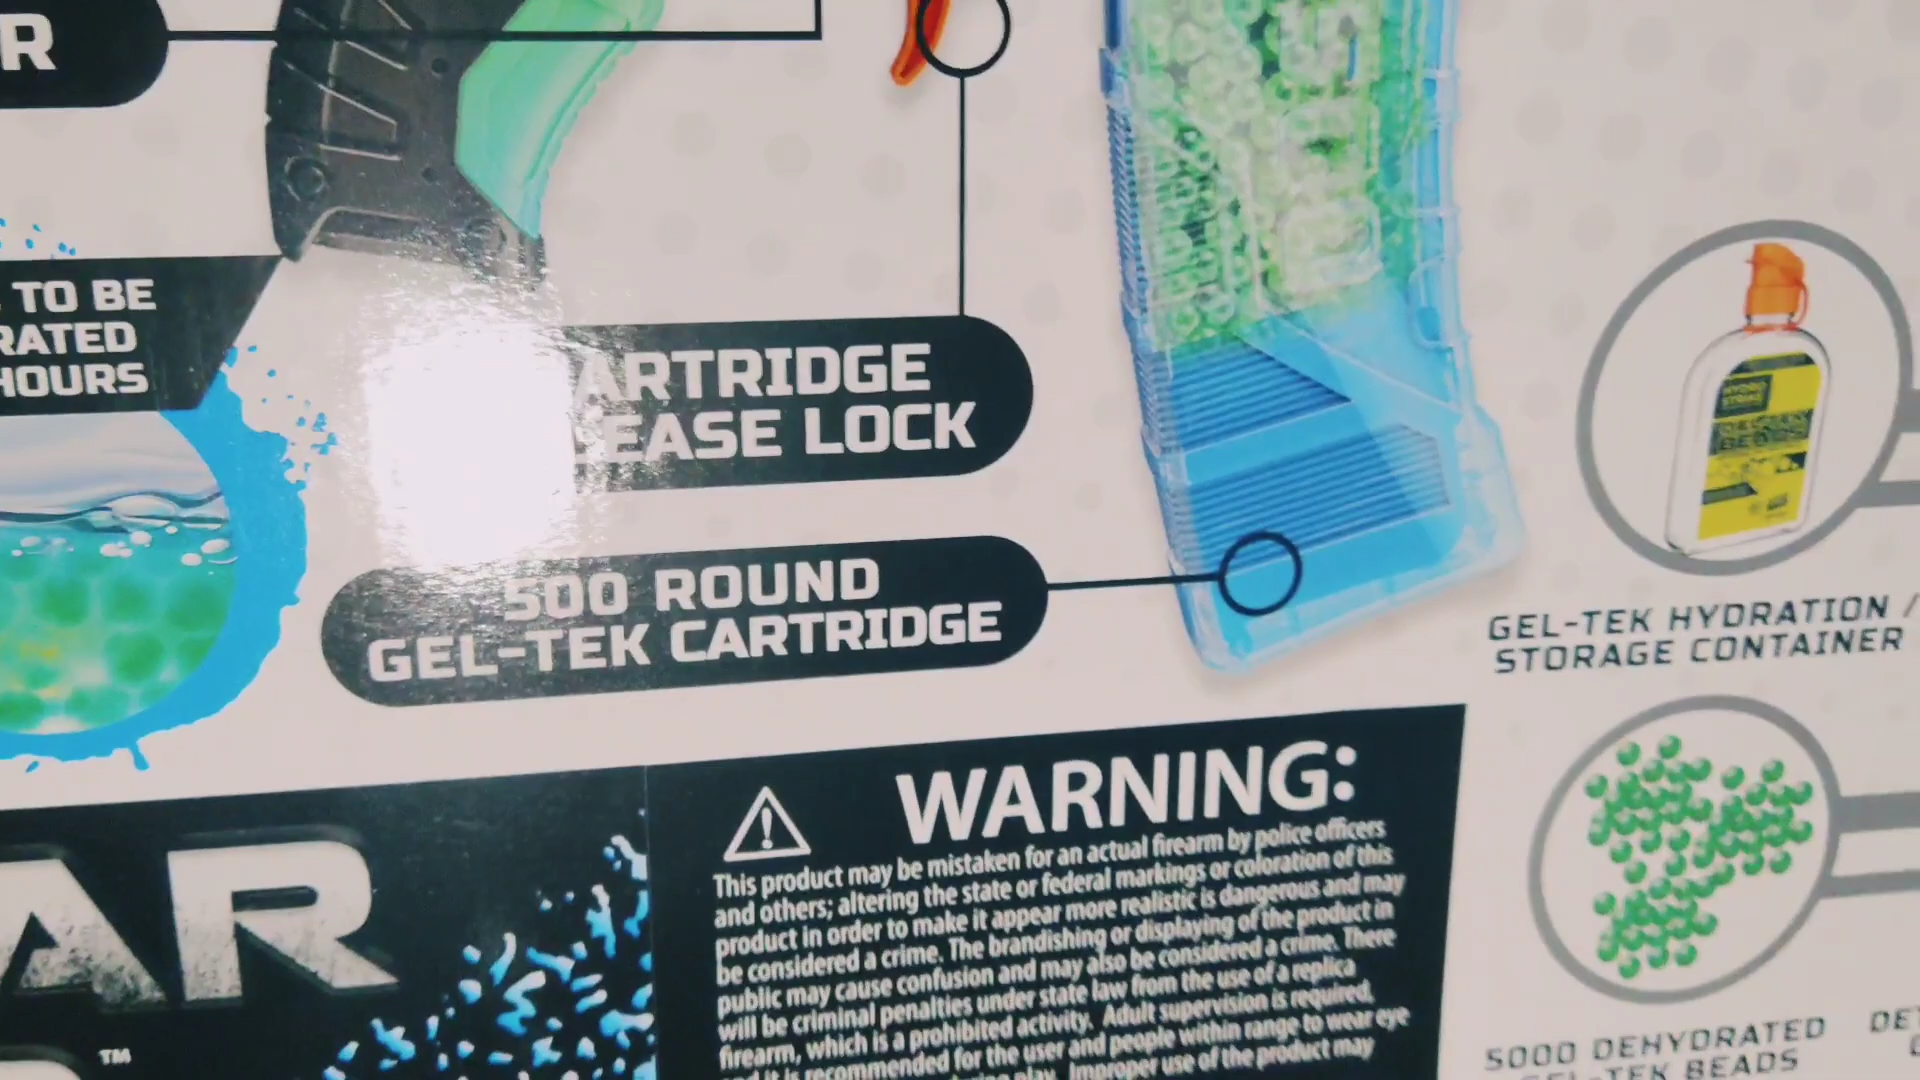 R
TO BE
RATED
HOURS
ARTRIDGE
EASE LOCK
500 ROUND
GEL-TEK CARTRIDGE
GEL-TEK HYDRATION /
STORAGE CONTAINER
WARNING:
This product may be mistaken for an actual firearm by police officers
and others; altering the state or federal markings or coloration of this
product in order to make it appear more realistic is dangerous and may
be considered a crime. The brandishing or displaying of the product in
public may cause confusion and may also be considered a crime. There
will be criminal penalties under state law from the use of a replica
firearm, which is a prohibited activity. Adult supervision is required,
and it is recommended for the user and people within range to wear eye
play. Improper use of the product may
AR
TM
5000 DEHYDRATED
GEL-TEK BEADS
DE